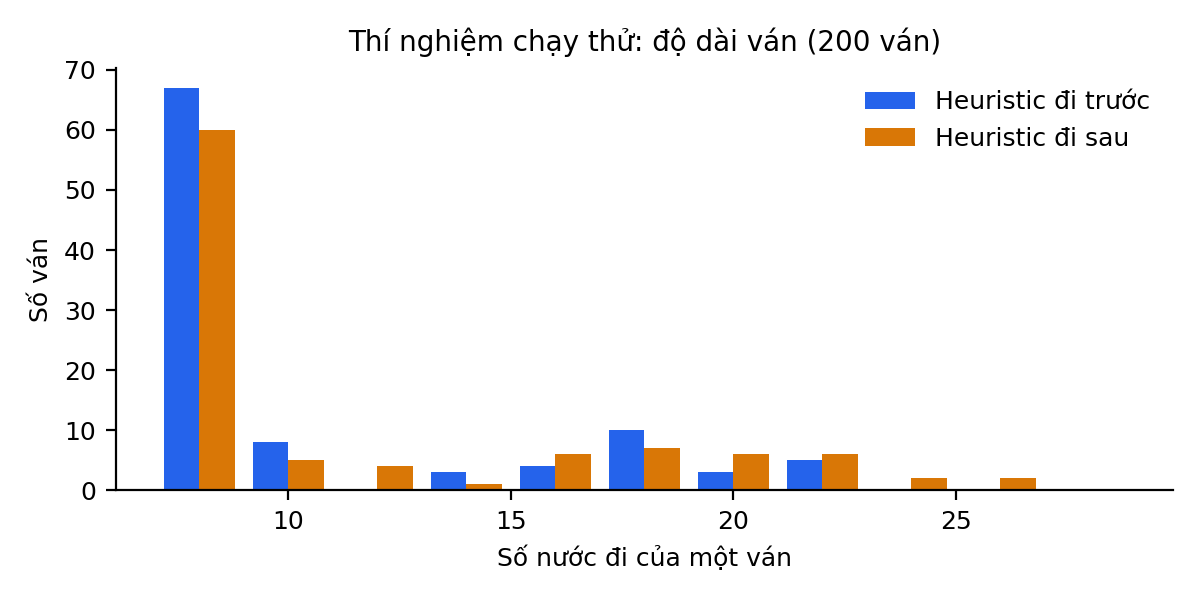 Thí nghiệm chạy thử: độ dài ván (200 ván)
Heuristic đi trước
Heuristic đi sau
Số ván
70
60
50
40
30
20
10
0
10 15 20 25
Số nước đi của một ván